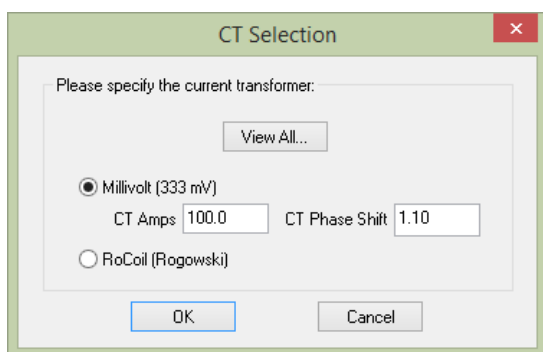 CT Selection
Please specify the current transformer:
View All...
Millivolt (333 mV)
CT Amps 100.0 CT Phase Shift 1.10
RoCoil (Rogowski)
OK Cancel